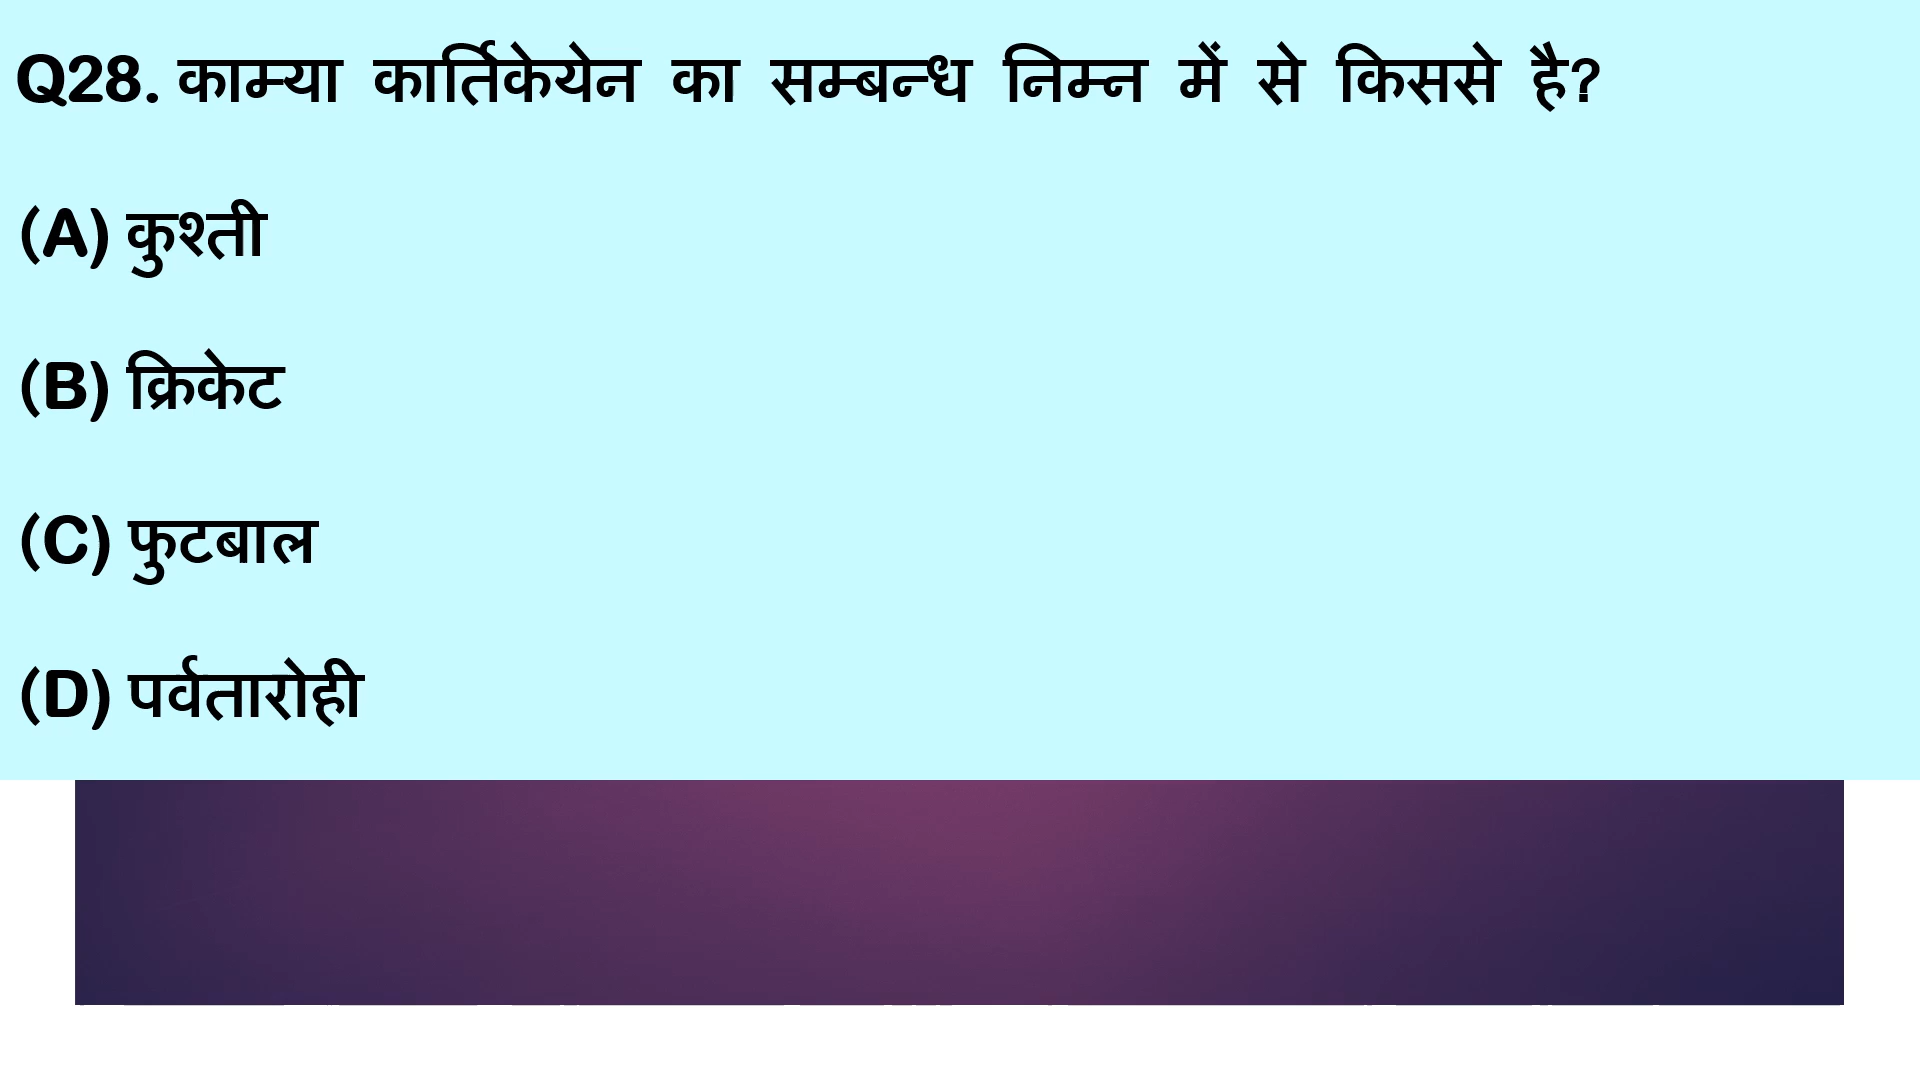 Q28. काम्या कार्तिकेयेन का सम्बन्ध निम्न में से किससे है?
(A) कुश्ती
(B) क्रिकेट
(C) फुटबाल
(D) पर्वतारोही